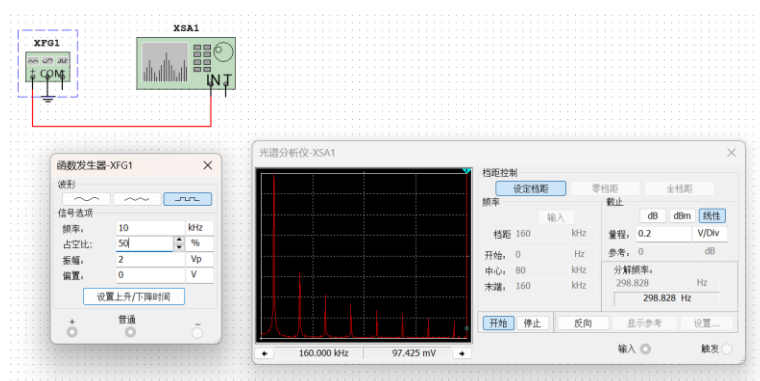 XSA1
XFG1
+ COM -
IN T
函数发生器-XFG1
波形
信号选项
频率: 10 kHz
占空比: 50 %
振幅: 2 Vp
偏置: 0 V
设置上升/下降时间
+ 普通 -
光谱分析仪-XSA1
160.000 kHz 97.425 mV
档距控制
设定档距 零档距 全档距
频率
输入
档距 160 kHz
开始: 0 Hz
中心: 80 kHz
末端: 160 kHz
截止
dB dBm 线性
量程: 0.2 V/Div
参考: 0 dB
分解频率:
298.828 Hz
298.828 Hz
开始 停止 反向 显示参考 设置...
输入 触发